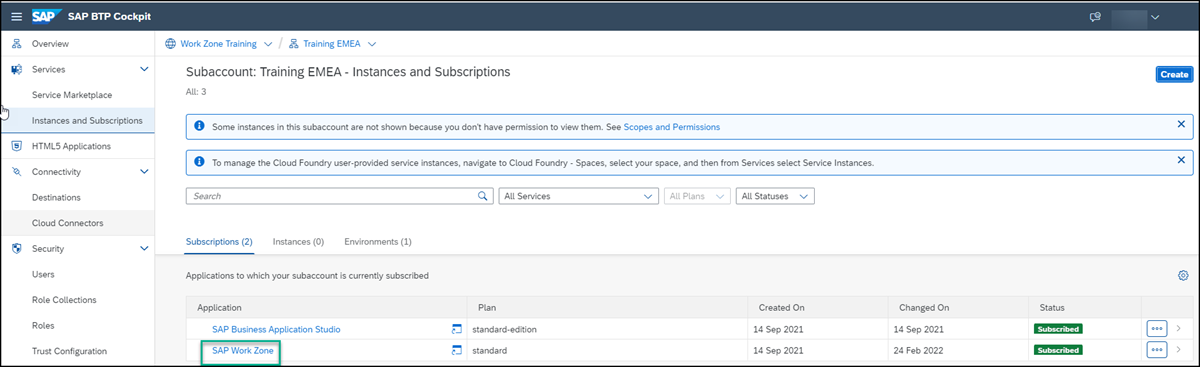 SAP SAP BTP Cockpit
Overview
Services
Service Marketplace
Instances and Subscriptions
HTML5 Applications
Connectivity
Destinations
Cloud Connectors
Security
Users
Role Collections
Roles
Trust Configuration
Work Zone Training / Training EMEA
Subaccount: Training EMEA - Instances and Subscriptions
Create
All: 3
Some instances in this subaccount are not shown because you don't have permission to view them. See Scopes and Permissions
To manage the Cloud Foundry user-provided service instances, navigate to Cloud Foundry - Spaces, select your space, and then from Services select Service Instances.
Search All Services All Plans All Statuses
Subscriptions (2) Instances (0) Environments (1)
Applications to which your subaccount is currently subscribed
Application Plan Created On Changed On Status
SAP Business Application Studio standard-edition 14 Sep 2021 14 Sep 2021 Subscribed
SAP Work Zone standard 14 Sep 2021 24 Feb 2022 Subscribed